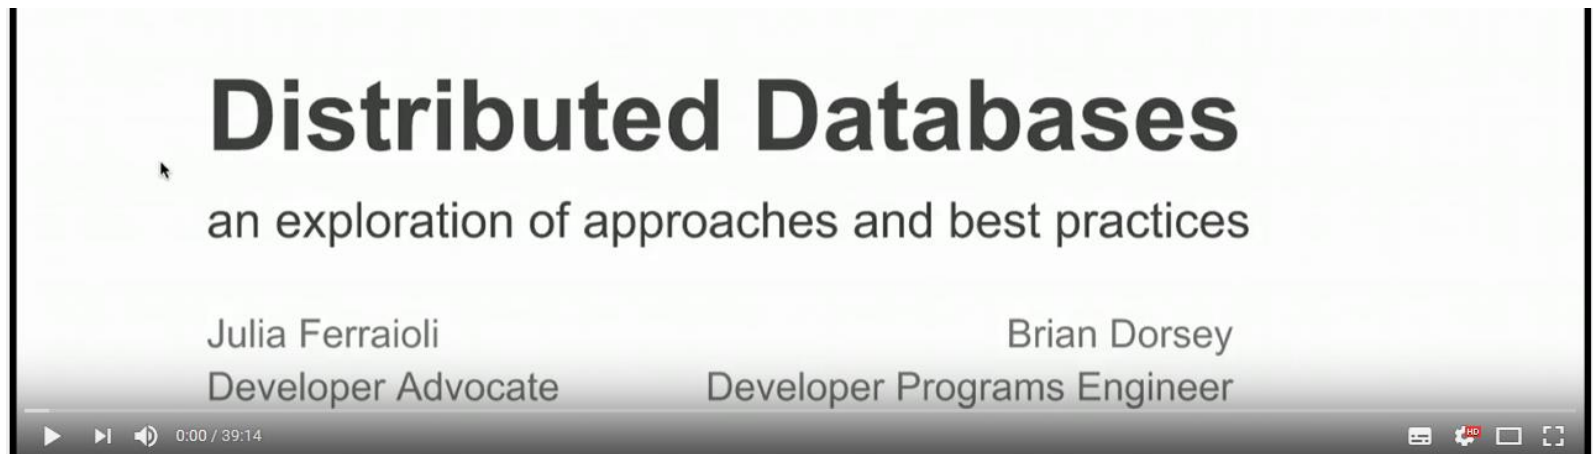 Distributed Databases
an exploration of approaches and best practices
Julia Ferraioli
Brian Dorsey
Developer Advocate
Developer Programs Engineer
0:00 / 39:14
HD